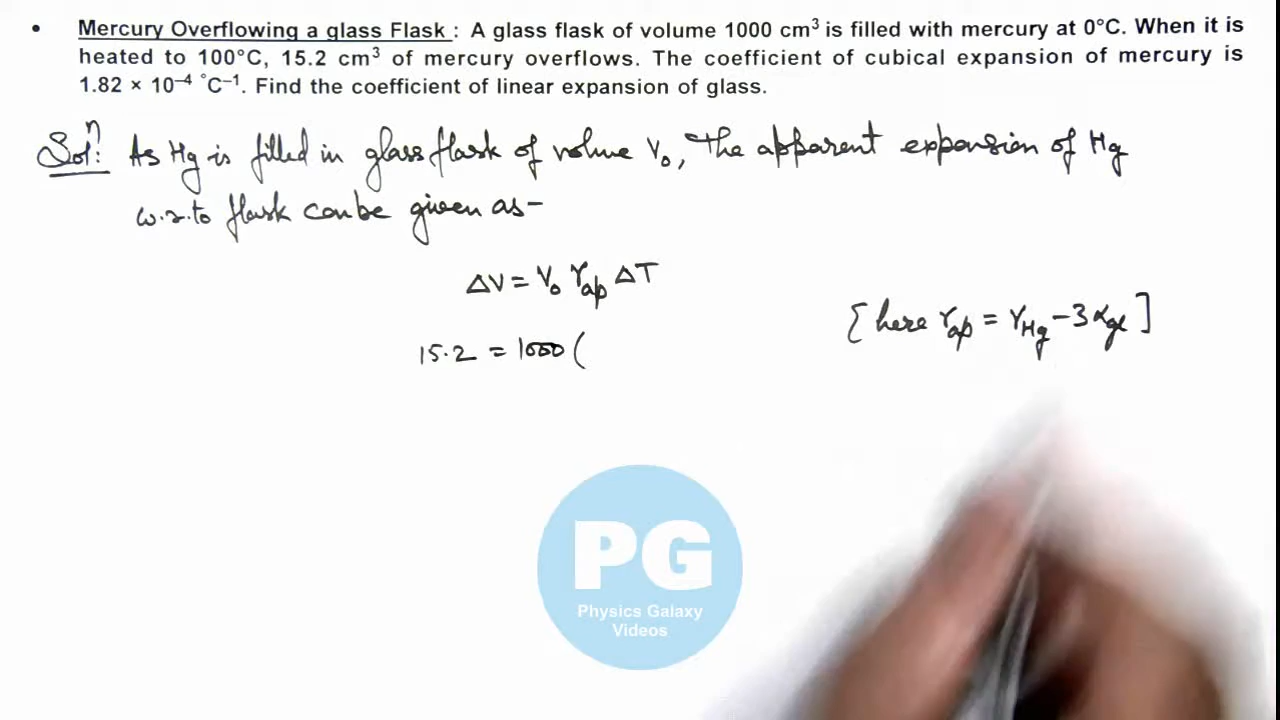 • Mercury Overflowing a glass Flask : A glass flask of volume 1000 cm³ is filled with mercury at 0°C. When it is
heated to 100°C, 15.2 cm³ of mercury overflows. The coefficient of cubical expansion of mercury is
1.82 × 10⁻⁴ °C⁻¹. Find the coefficient of linear expansion of glass.
Solⁿ: As Hg is filled in glass flask of volume V₀, The apparent expansion of Hg
w.r.to flask can be given as–
ΔV = V₀ γap ΔT
[here γap = γHg – 3αgl]
15.2 = 1000 (
PG
Physics Galaxy
Videos